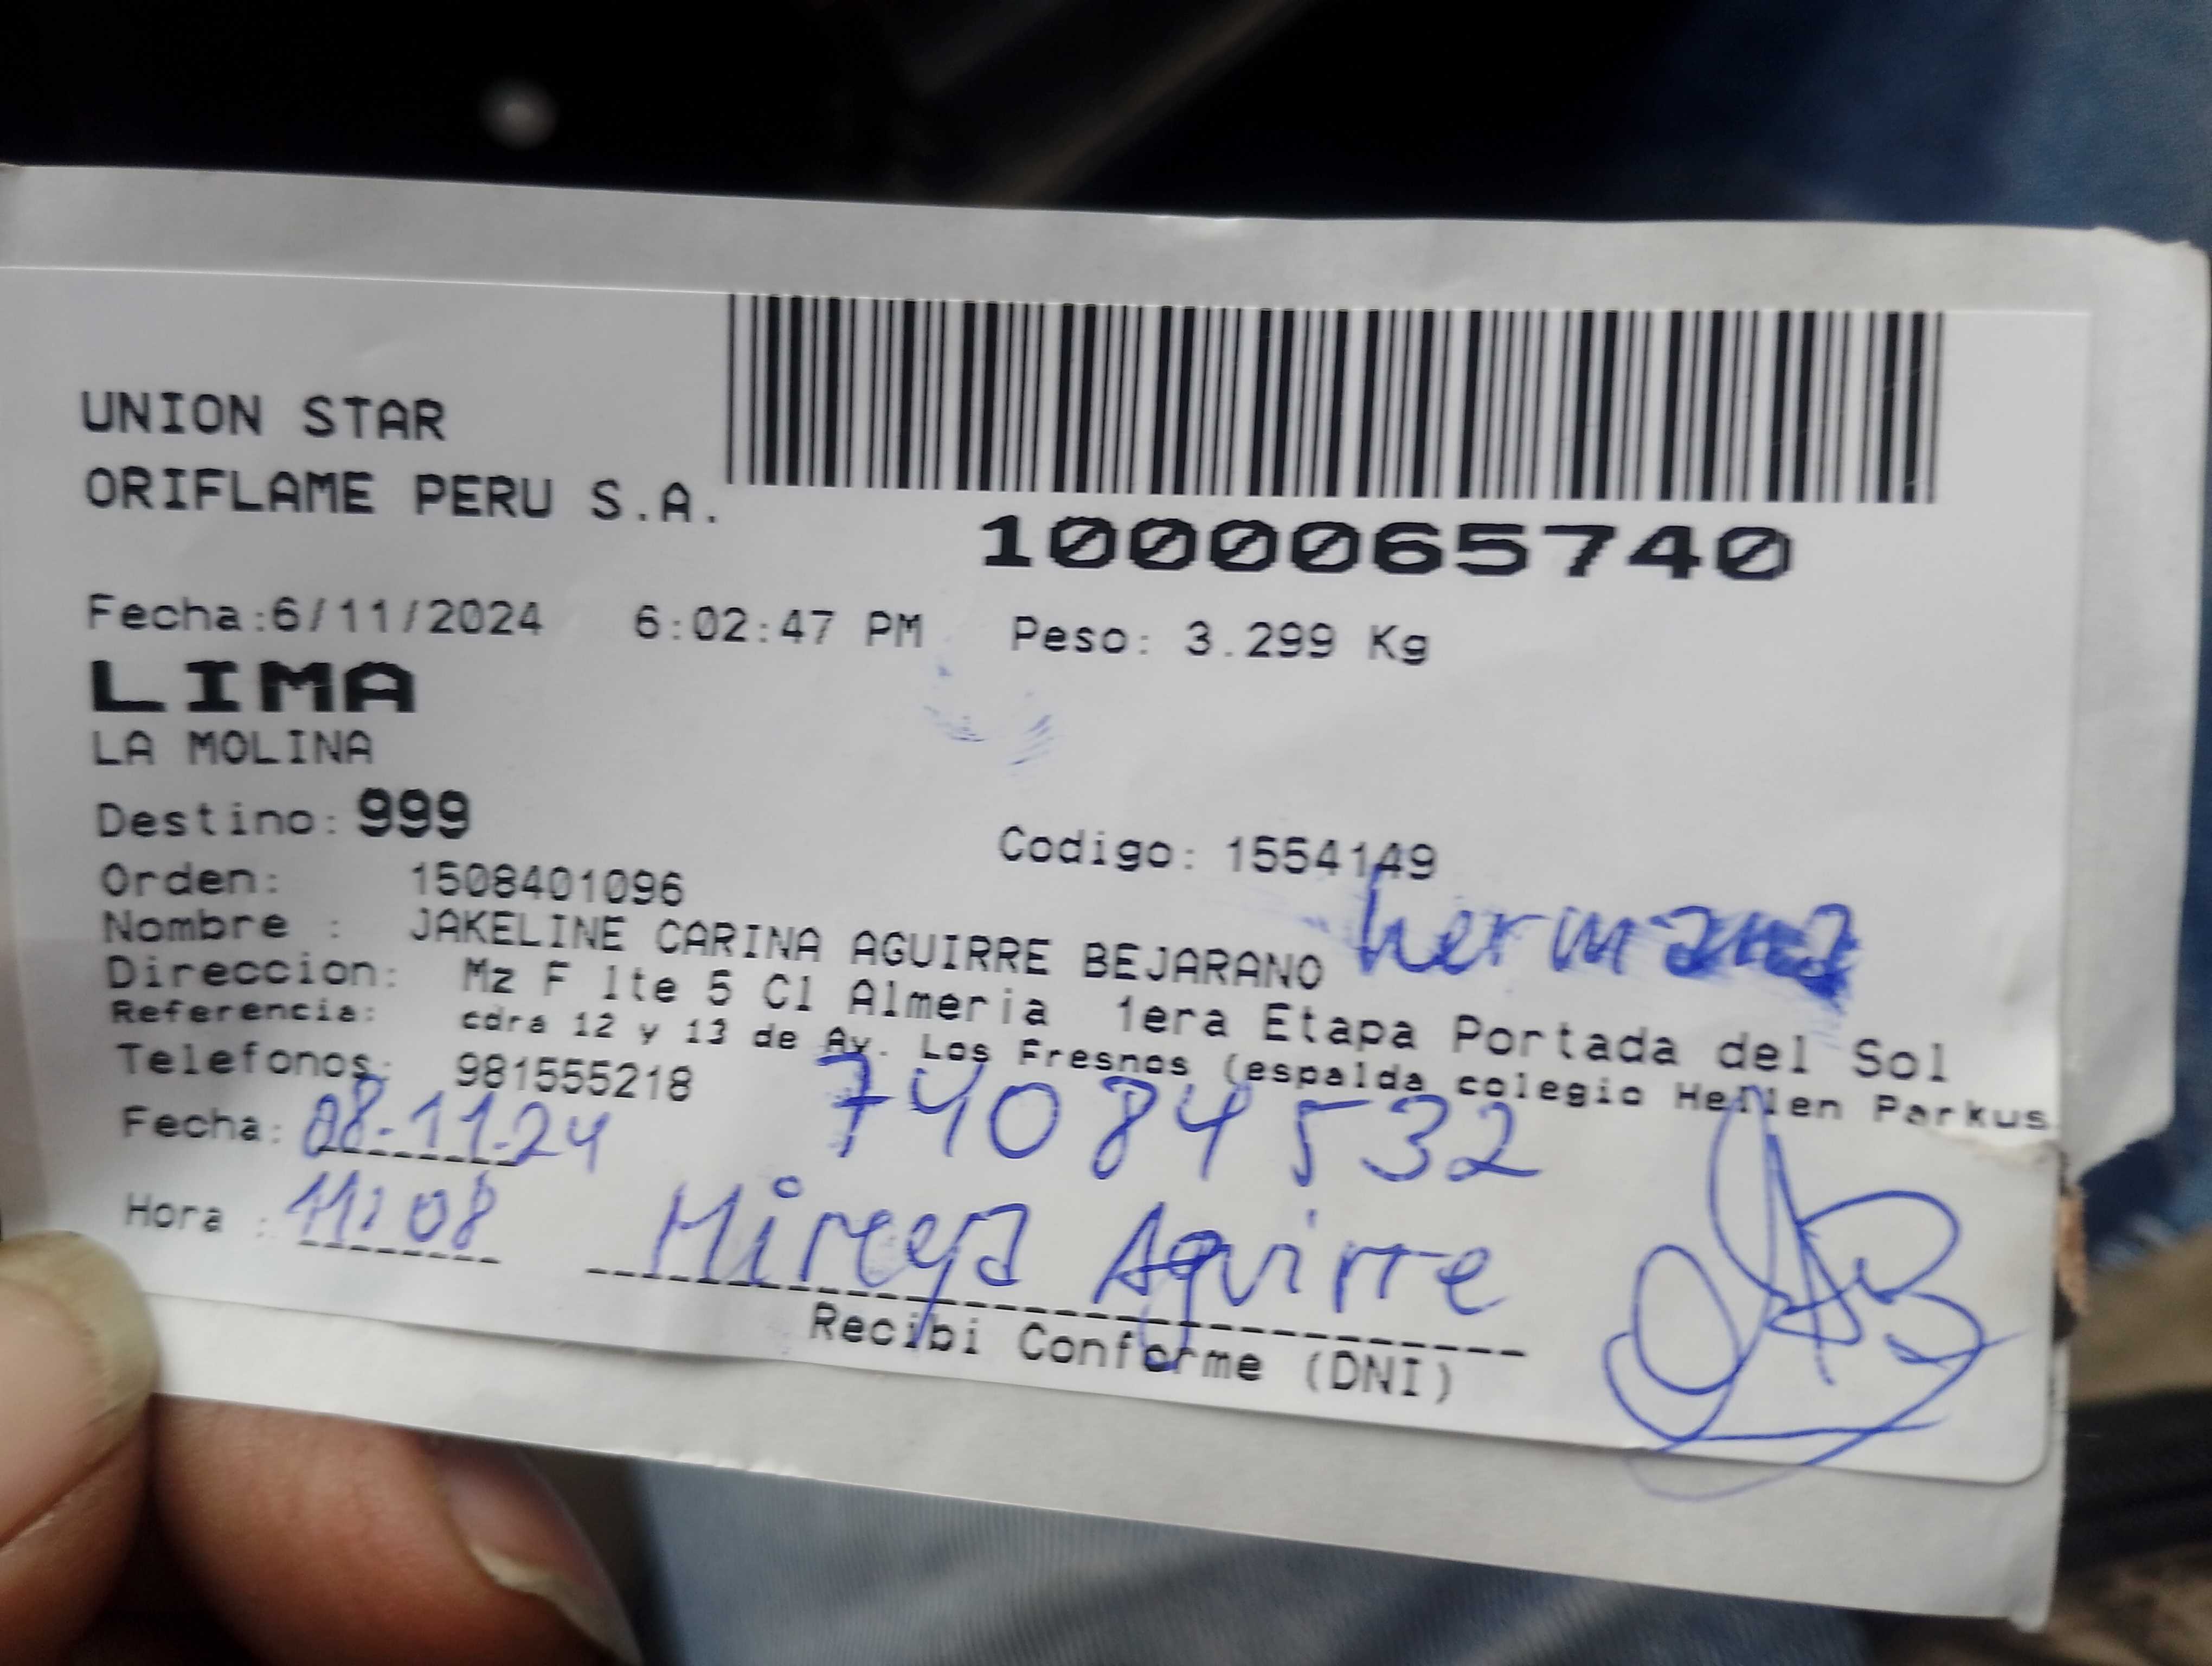 UNION STAR
ORIFLAME PERU S.A.
1000065740
Fecha:6/11/2024 6:02:47 PM Peso: 3.299 Kg
LIMA
LA MOLINA
Destino: 999
Codigo: 1554149
Orden: 1508401096
Nombre : JAKELINE CARINA AGUIRRE BEJARANO hermana
Direccion: Mz F lte 5 Cl Almeria 1era Etapa Portada del Sol
Referencia: cdra 12 y 13 de Av. Los Fresnos (espalda colegio Hellen Parkus
Telefonos: 981555218
74084532
Fecha: 08-11-24
Hora : 11:08
Mireya Aguirre
Recibi Conforme (DNI)